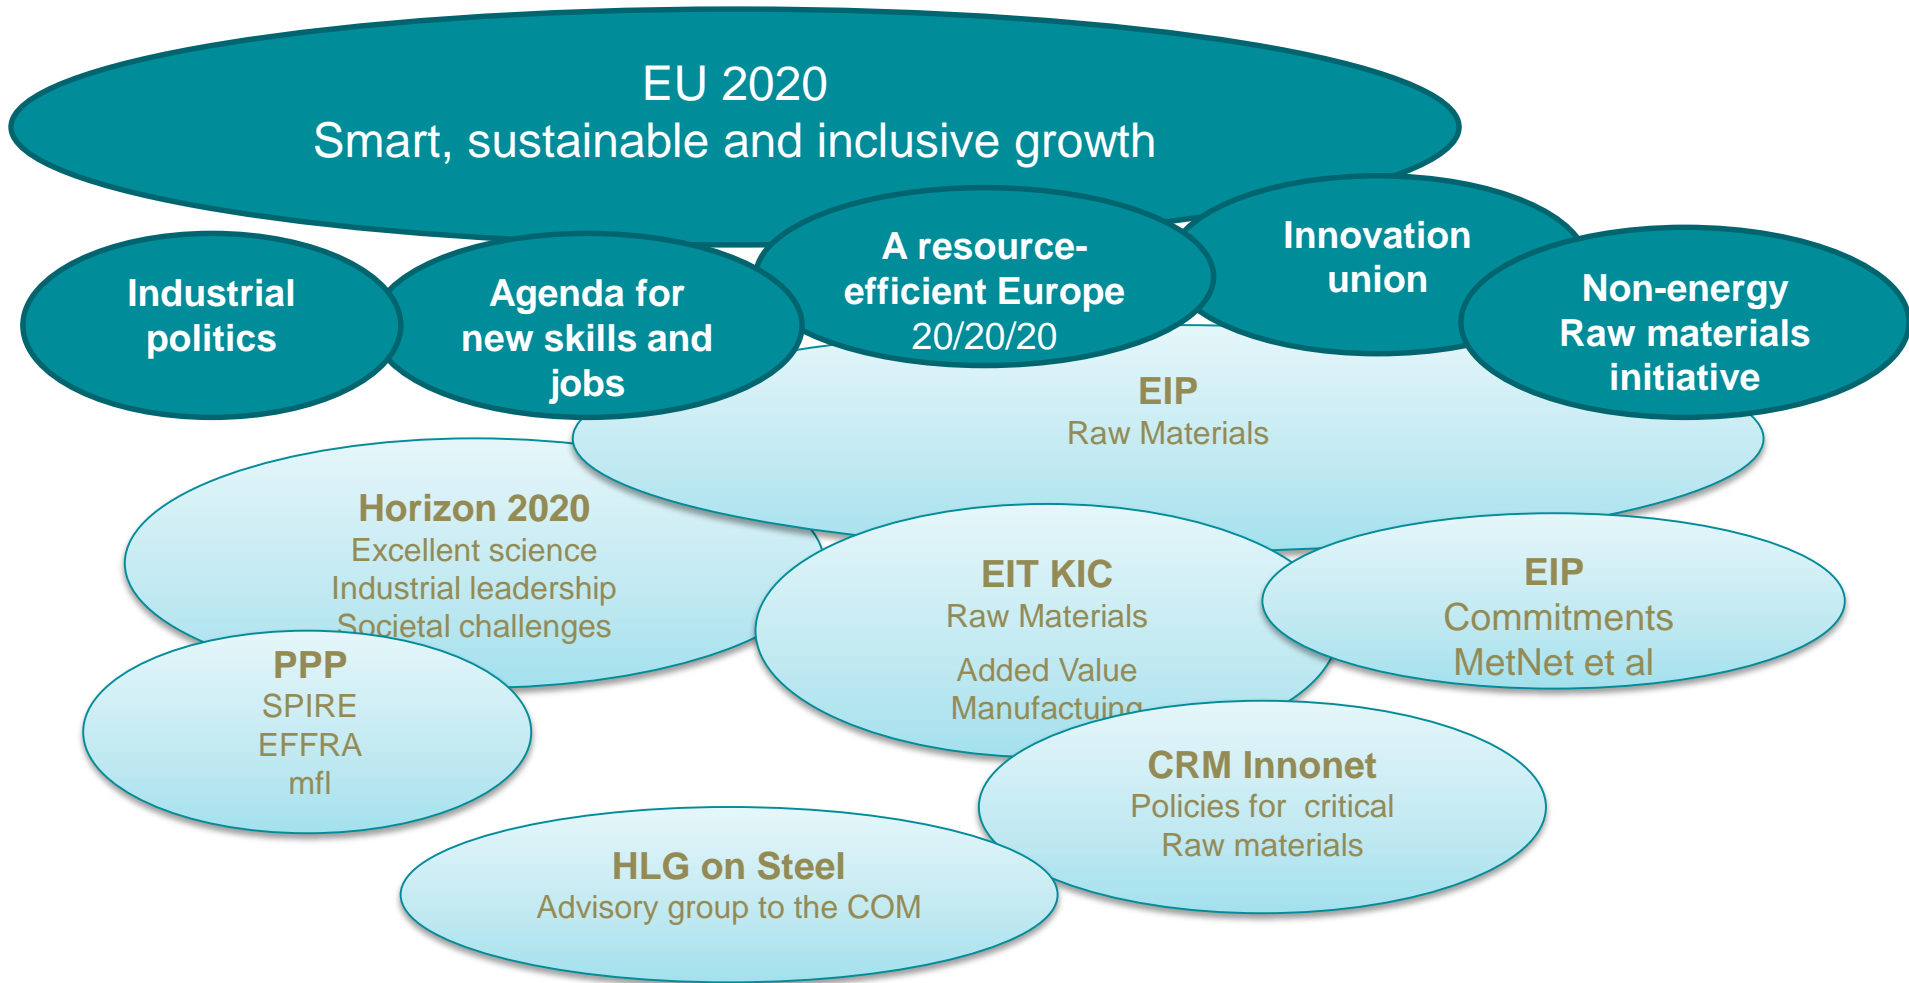 EU 2020
Smart, sustainable and inclusive growth
Industrial
politics
Agenda for
new skills and
jobs
A resource-
efficient Europe
20/20/20
Innovation
union
Non-energy
Raw materials
initiative
EIP
Raw Materials
Horizon 2020
Excellent science
Industrial leadership
Societal challenges
EIT KIC
Raw Materials
Added Value
Manufactuing
EIP
Commitments
MetNet et al
PPP
SPIRE
EFFRA
mfl
CRM Innonet
Policies for critical
Raw materials
HLG on Steel
Advisory group to the COM